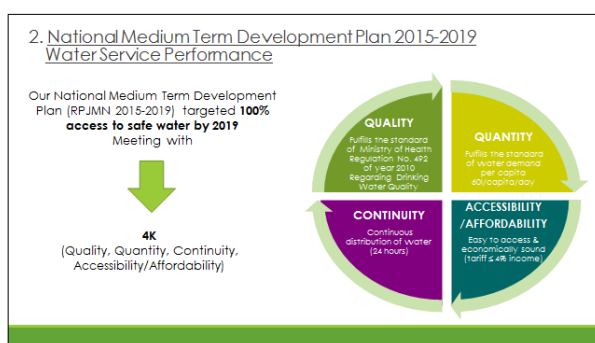 2. National Medium Term Development Plan 2015-2019
Water Service Performance
Our National Medium Term Development
Plan (RPJMN 2015-2019) targeted 100%
access to safe water by 2019
Meeting with
4K
(Quality, Quantity, Continuity,
Accessibility/Affordability)
QUALITY
Fulfills the standard
of Ministry of Health
Regulation No. 492
of year 2010
Regarding Drinking
Water Quality
QUANTITY
Fulfills the standard
of water demand
per capita
60l/capita/day
CONTINUITY
Continuous
distribution of water
(24 hours)
ACCESSIBILITY
/AFFORDABILITY
Easy to access &
economically sound
(tariff ≤ 4% income)